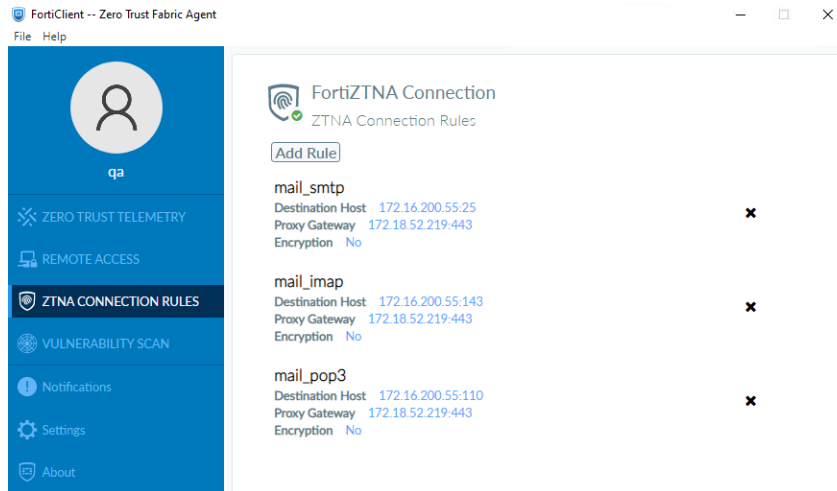 FortiClient -- Zero Trust Fabric Agent
File Help
qa
ZERO TRUST TELEMETRY
REMOTE ACCESS
ZTNA CONNECTION RULES
VULNERABILITY SCAN
Notifications
Settings
About
FortiZTNA Connection
ZTNA Connection Rules
Add Rule
mail_smtp
Destination Host 172.16.200.55:25
Proxy Gateway 172.18.52.219:443
Encryption No
mail_imap
Destination Host 172.16.200.55:143
Proxy Gateway 172.18.52.219:443
Encryption No
mail_pop3
Destination Host 172.16.200.55:110
Proxy Gateway 172.18.52.219:443
Encryption No